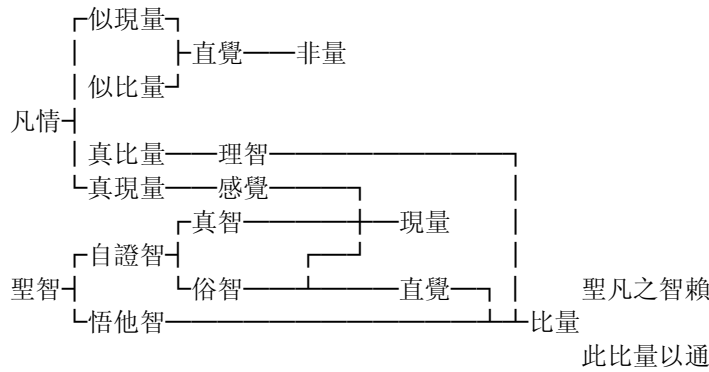 似現量
直覺 非量
似比量
凡情
真比量 理智
真現量 感覺
真智 現量
自證智
聖智 俗智 直覺 聖凡之智賴
悟他智 比量
此比量以通